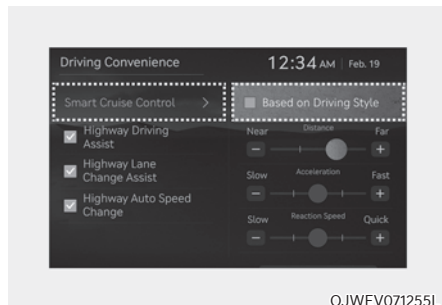 Driving Convenience
12:34 AM | Feb. 19
Smart Cruise Control >
Based on Driving Style
Highway Driving
Assist
Highway Lane
Change Assist
Highway Auto Speed
Change
Near Distance Far
Slow Acceleration Fast
Slow Reaction Speed Quick
OJWEV071255L